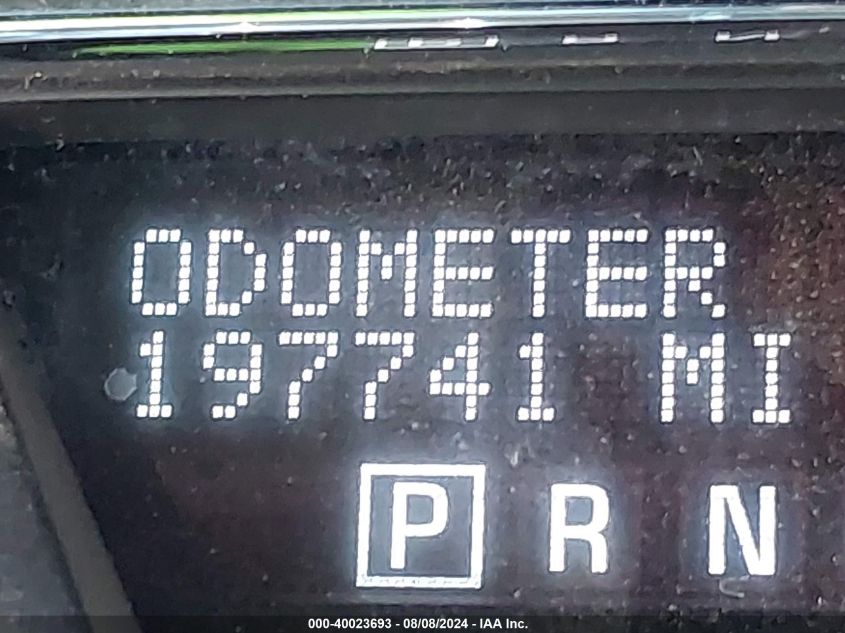 ODOMETER
197741 MI
P R N
000-40023693 - 08/08/2024 - IAA Inc.